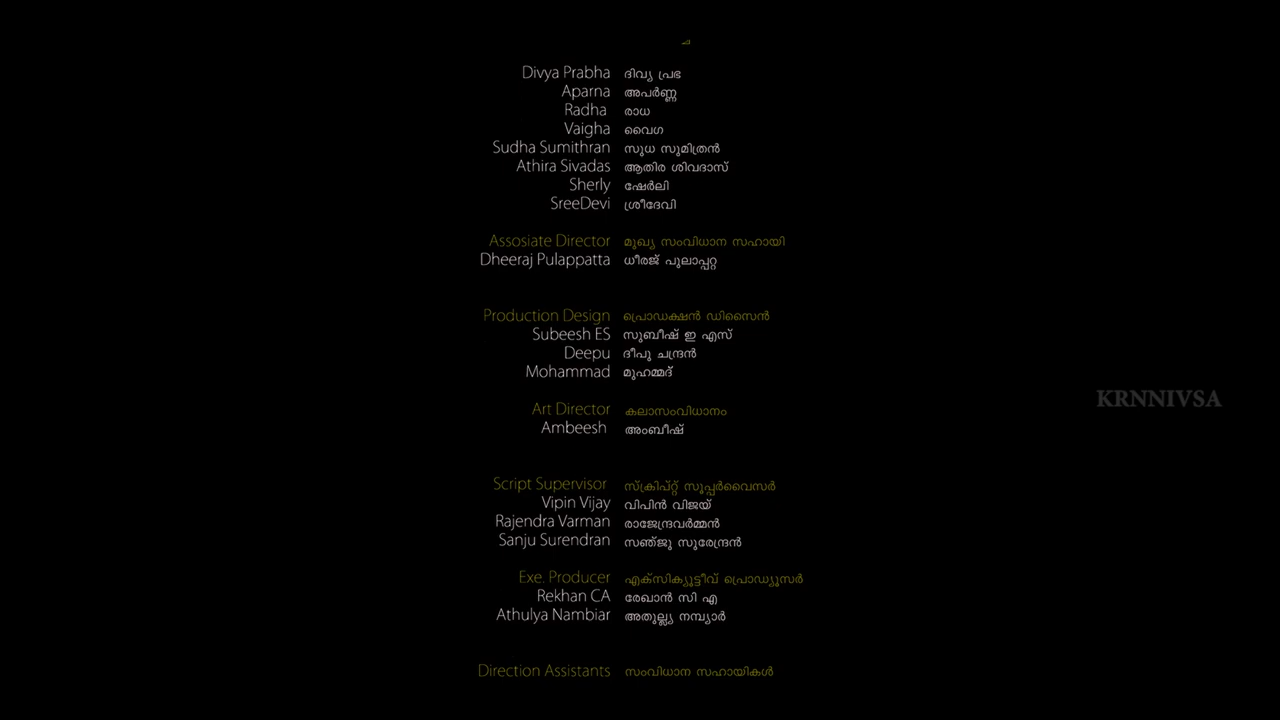 Divya Prabha ദിവ്യ പ്രഭ
Aparna അപർണ്ണ
Radha രാധ
Vaigha വൈഗ
Sudha Sumithran സുധ സുമിത്രൻ
Athira Sivadas ആതിര ശിവദാസ്
Sherly ഷേർലി
SreeDevi ശ്രീദേവി
Assosiate Director മുഖ്യ സംവിധാന സഹായി
Dheeraj Pulappatta ധീരജ് പുലാപ്പറ്റ
Production Design പ്രൊഡക്ഷൻ ഡിസൈൻ
Subeesh ES സുബീഷ് ഇ എസ്
Deepu ദീപു ചന്ദ്രൻ
Mohammad മുഹമ്മദ്
Art Director കലാസംവിധാനം
Ambeesh അംബീഷ്
KRNNIVSA
Script Supervisor സ്ക്രിപ്റ്റ് സൂപ്പർവൈസർ
Vipin Vijay വിപിൻ വിജയ്
Rajendra Varman രാജേന്ദ്രവർമ്മൻ
Sanju Surendran സഞ്ജു സുരേന്ദ്രൻ
Exe. Producer എക്സിക്യൂട്ടീവ് പ്രൊഡ്യൂസർ
Rekhan CA രേഖാൻ സി എ
Athulya Nambiar അതുല്ല്യ നമ്പ്യാർ
Direction Assistants സംവിധാന സഹായികൾ